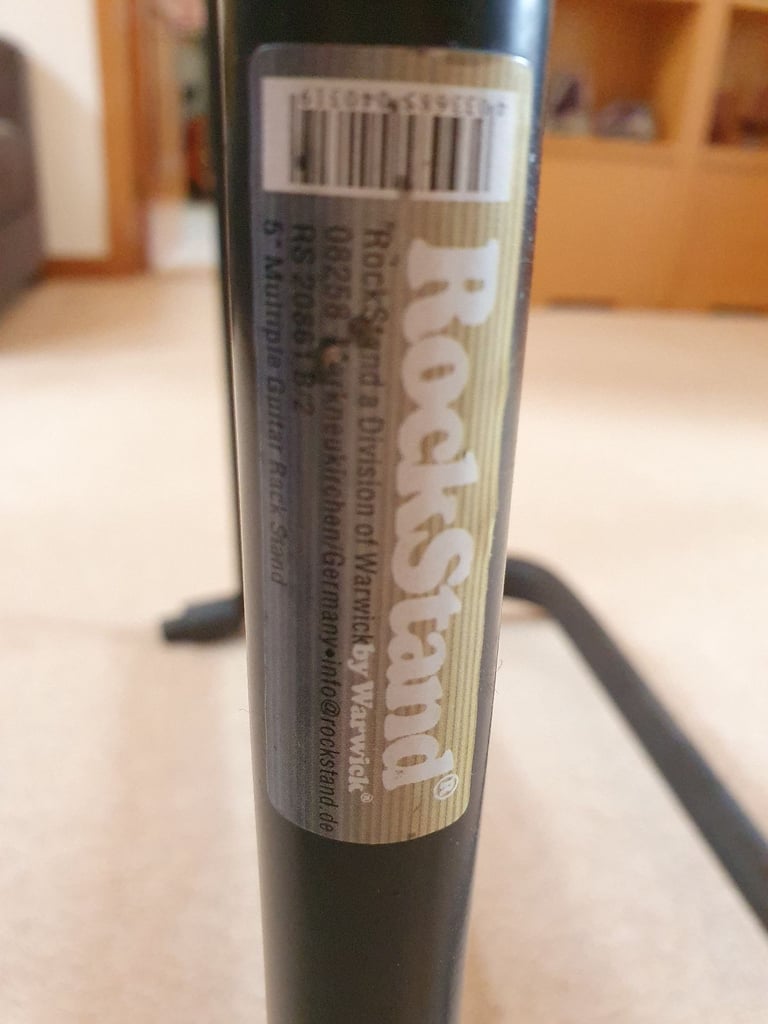 RockStand®
by Warwick®
"RockStand a Division of Warwick
08258 Markneukirchen/Germany•info@rockstand.de
RS 20861 B/2
5" Multiple Guitar Rack Stand